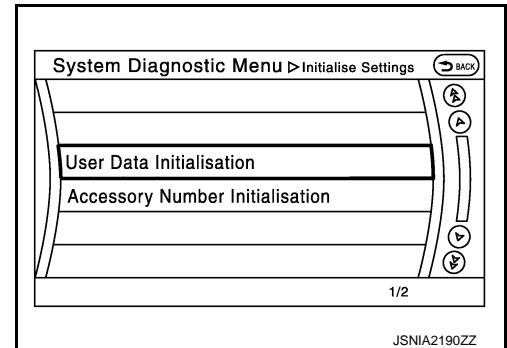 System Diagnostic Menu ▷ Initialise Settings BACK
User Data Initialisation
Accessory Number Initialisation
1/2
JSNIA2190ZZ